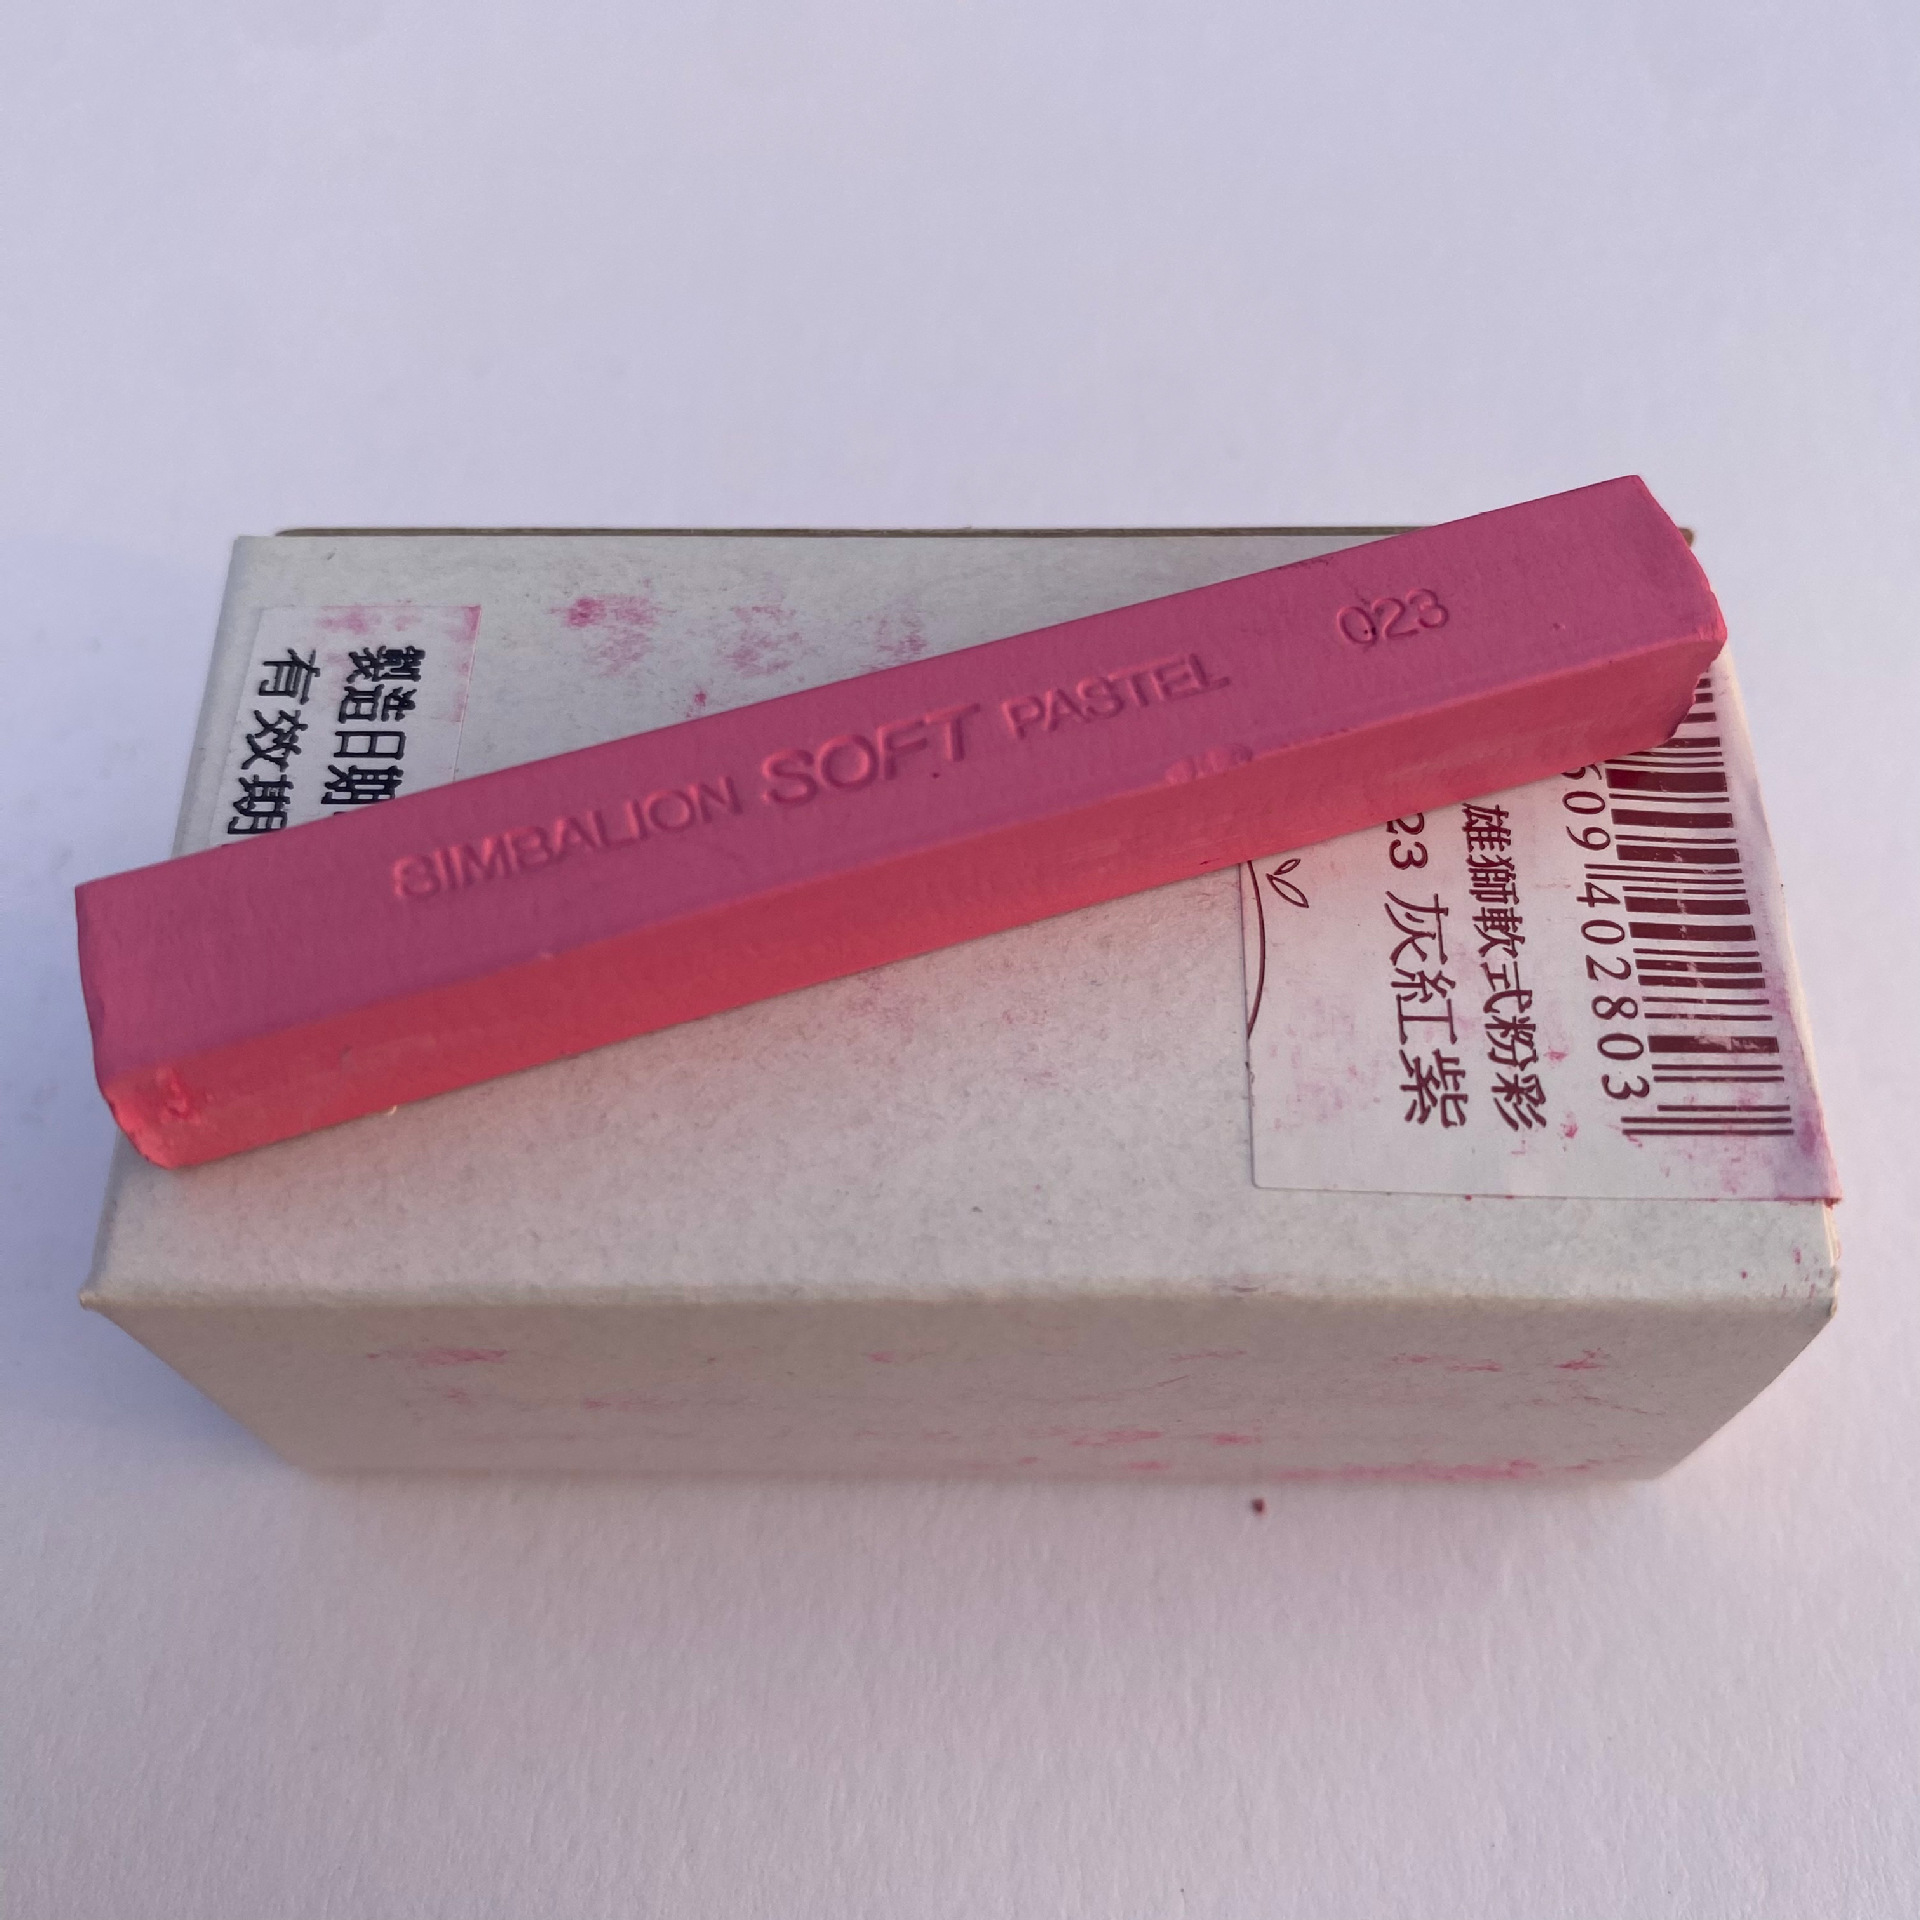 SIMBALION SOFT PASTEL 023
製造日期
有效期
609 402803
雄獅軟式粉彩
23 灰紅紫